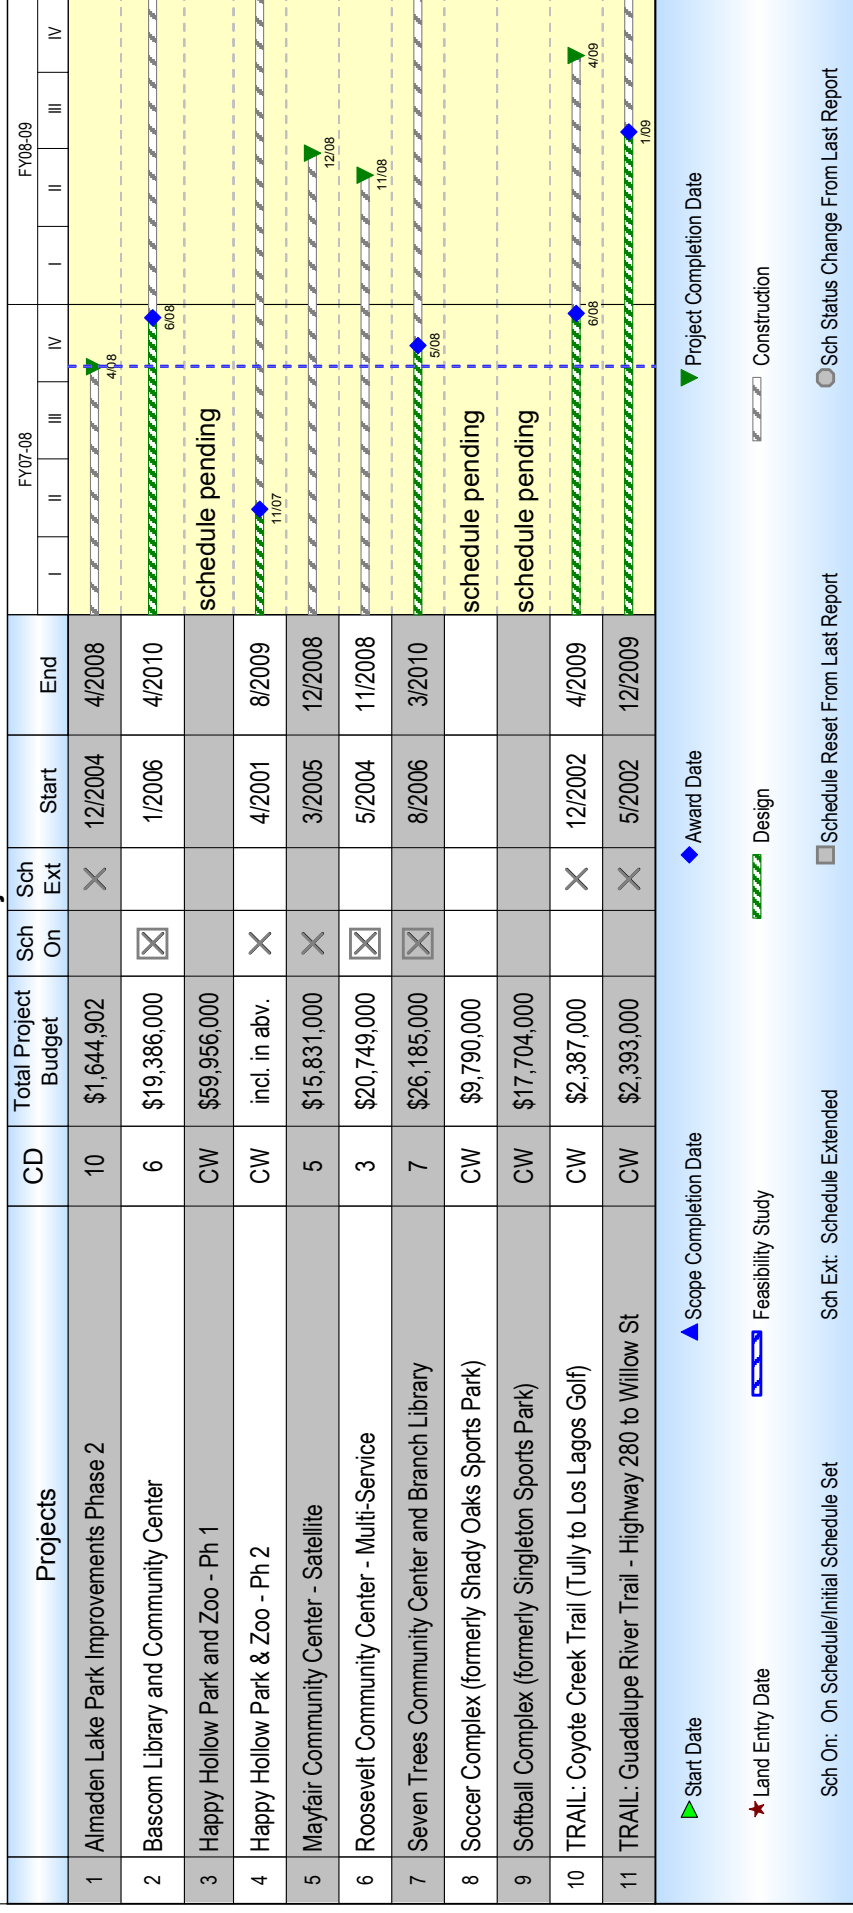 Projects CD Total Project Budget Sch On Sch Ext Start End FY07-08 FY08-09
I II III IV I II III IV
1 Almaden Lake Park Improvements Phase 2 10 $1,644,902 12/2004 4/2008 4/08
2 Bascom Library and Community Center 6 $19,386,000 1/2006 4/2010 6/08
3 Happy Hollow Park and Zoo - Ph 1 CW $59,956,000 schedule pending
4 Happy Hollow Park & Zoo - Ph 2 CW incl. in abv. 4/2001 8/2009 11/07
5 Mayfair Community Center - Satellite 5 $15,831,000 3/2005 12/2008 12/08
6 Roosevelt Community Center - Multi-Service 3 $20,749,000 5/2004 11/2008 11/08
7 Seven Trees Community Center and Branch Library 7 $26,185,000 8/2006 3/2010 5/08
8 Soccer Complex (formerly Shady Oaks Sports Park) CW $9,790,000 schedule pending
9 Softball Complex (formerly Singleton Sports Park) CW $17,704,000 schedule pending
10 TRAIL: Coyote Creek Trail (Tully to Los Lagos Golf) CW $2,387,000 12/2002 4/2009 6/08 4/09
11 TRAIL: Guadalupe River Trail - Highway 280 to Willow St CW $2,393,000 5/2002 12/2009 1/09
Start Date Scope Completion Date Award Date Project Completion Date
Land Entry Date Feasibility Study Design Construction
Sch On: On Schedule/Initial Schedule Set Sch Ext: Schedule Extended Schedule Reset From Last Report Sch Status Change From Last Report